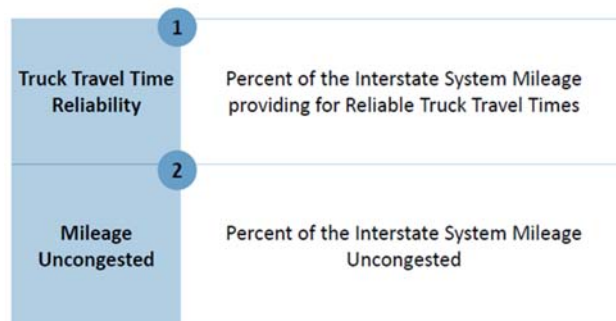 1
Truck Travel Time
Reliability
Percent of the Interstate System Mileage
providing for Reliable Truck Travel Times
2
Mileage
Uncongested
Percent of the Interstate System Mileage
Uncongested